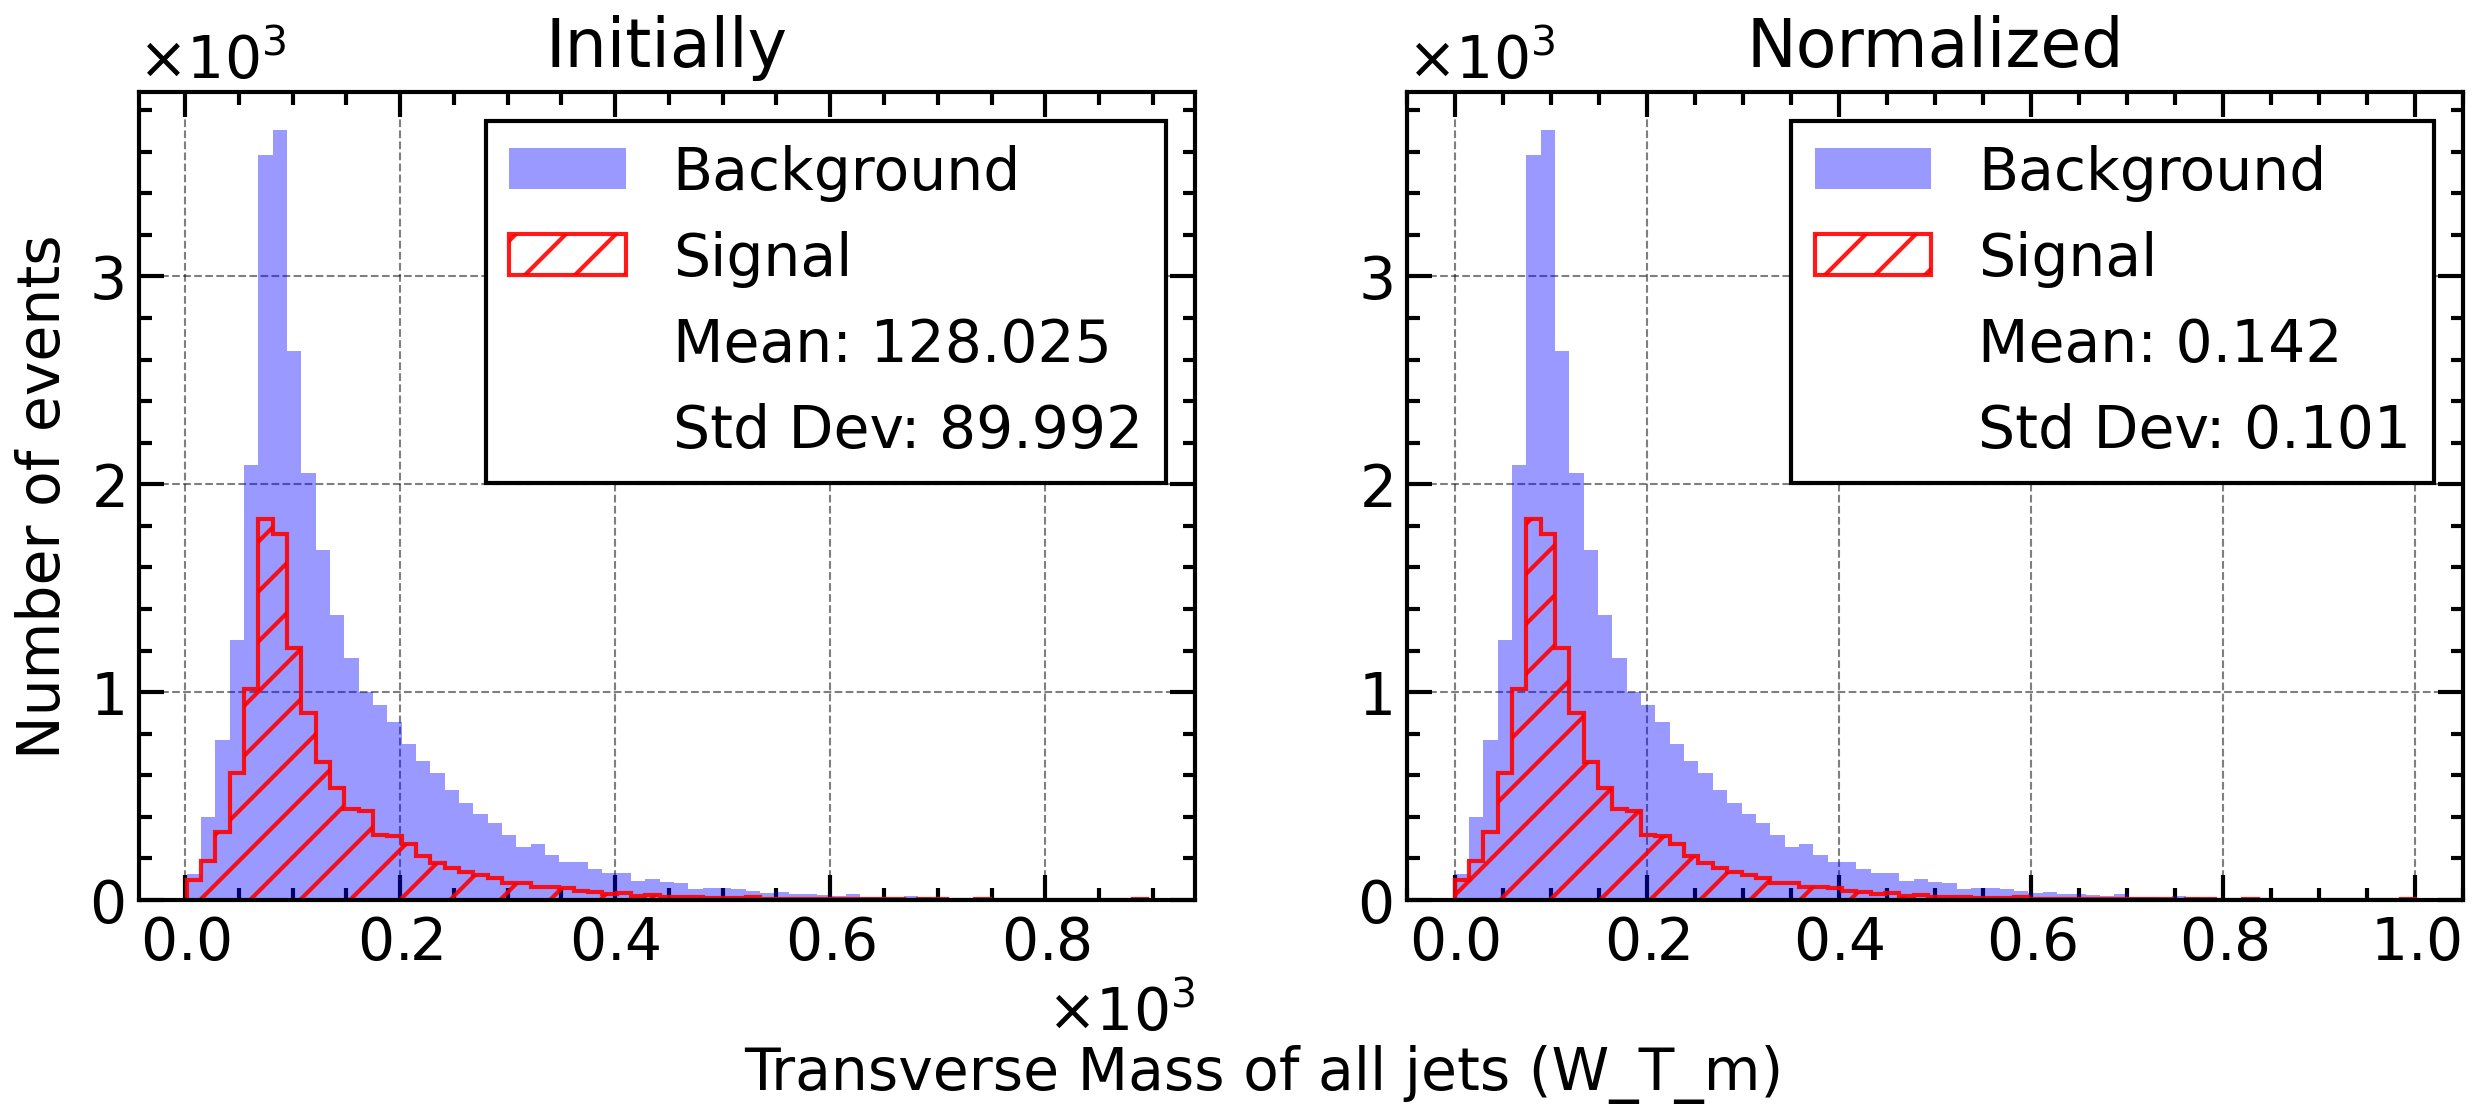 Initially
×10³
Number of events
3
2
1
0
Background
Signal
Mean: 128.025
Std Dev: 89.992
0.0 0.2 0.4 0.6 0.8
×10³
Normalized
×10³
3
2
1
0
Background
Signal
Mean: 0.142
Std Dev: 0.101
0.0 0.2 0.4 0.6 0.8 1.0
Transverse Mass of all jets (W_T_m)